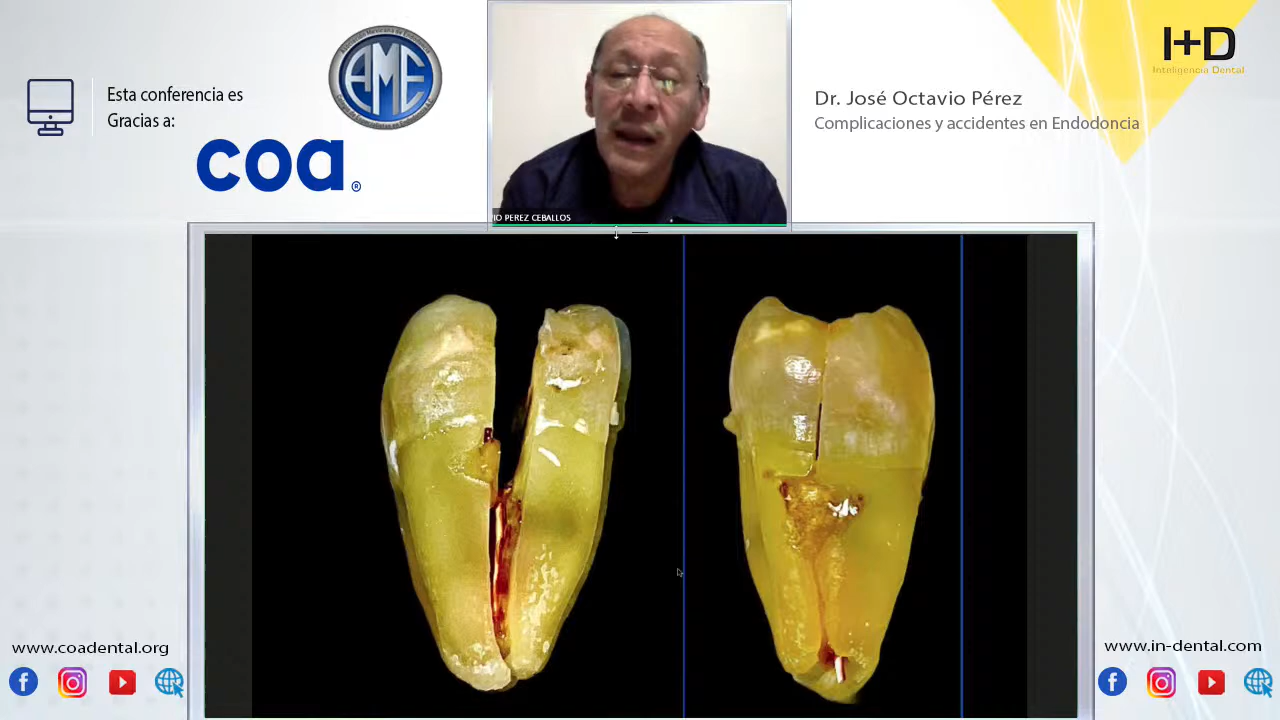 Esta conferencia es
Gracias a:
AME
coa®
IO PEREZ CEBALLOS
I+D
Inteligencia Dental
Dr. José Octavio Pérez
Complicaciones y accidentes en Endodoncia
www.coadental.org
www.in-dental.com